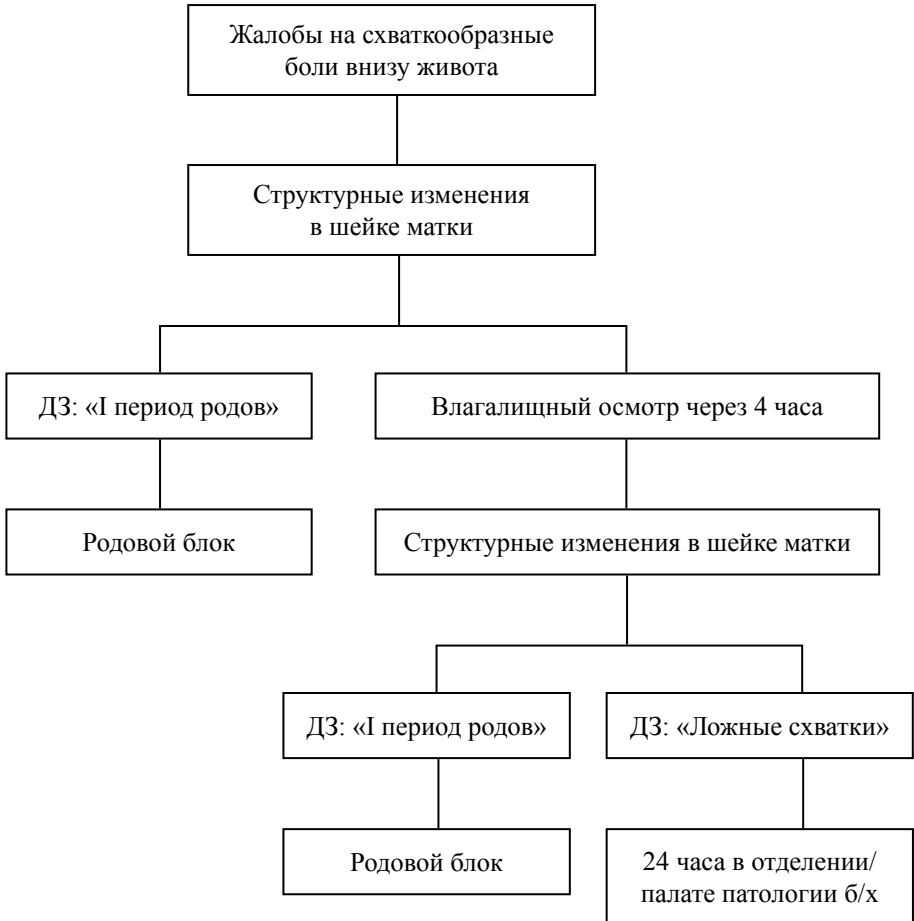 Жалобы на схваткообразные
боли внизу живота
Структурные изменения
в шейке матки
ДЗ: «I период родов»
Влагалищный осмотр через 4 часа
Родовой блок
Структурные изменения в шейке матки
ДЗ: «I период родов»
ДЗ: «Ложные схватки»
Родовой блок
24 часа в отделении/
палате патологии б/х